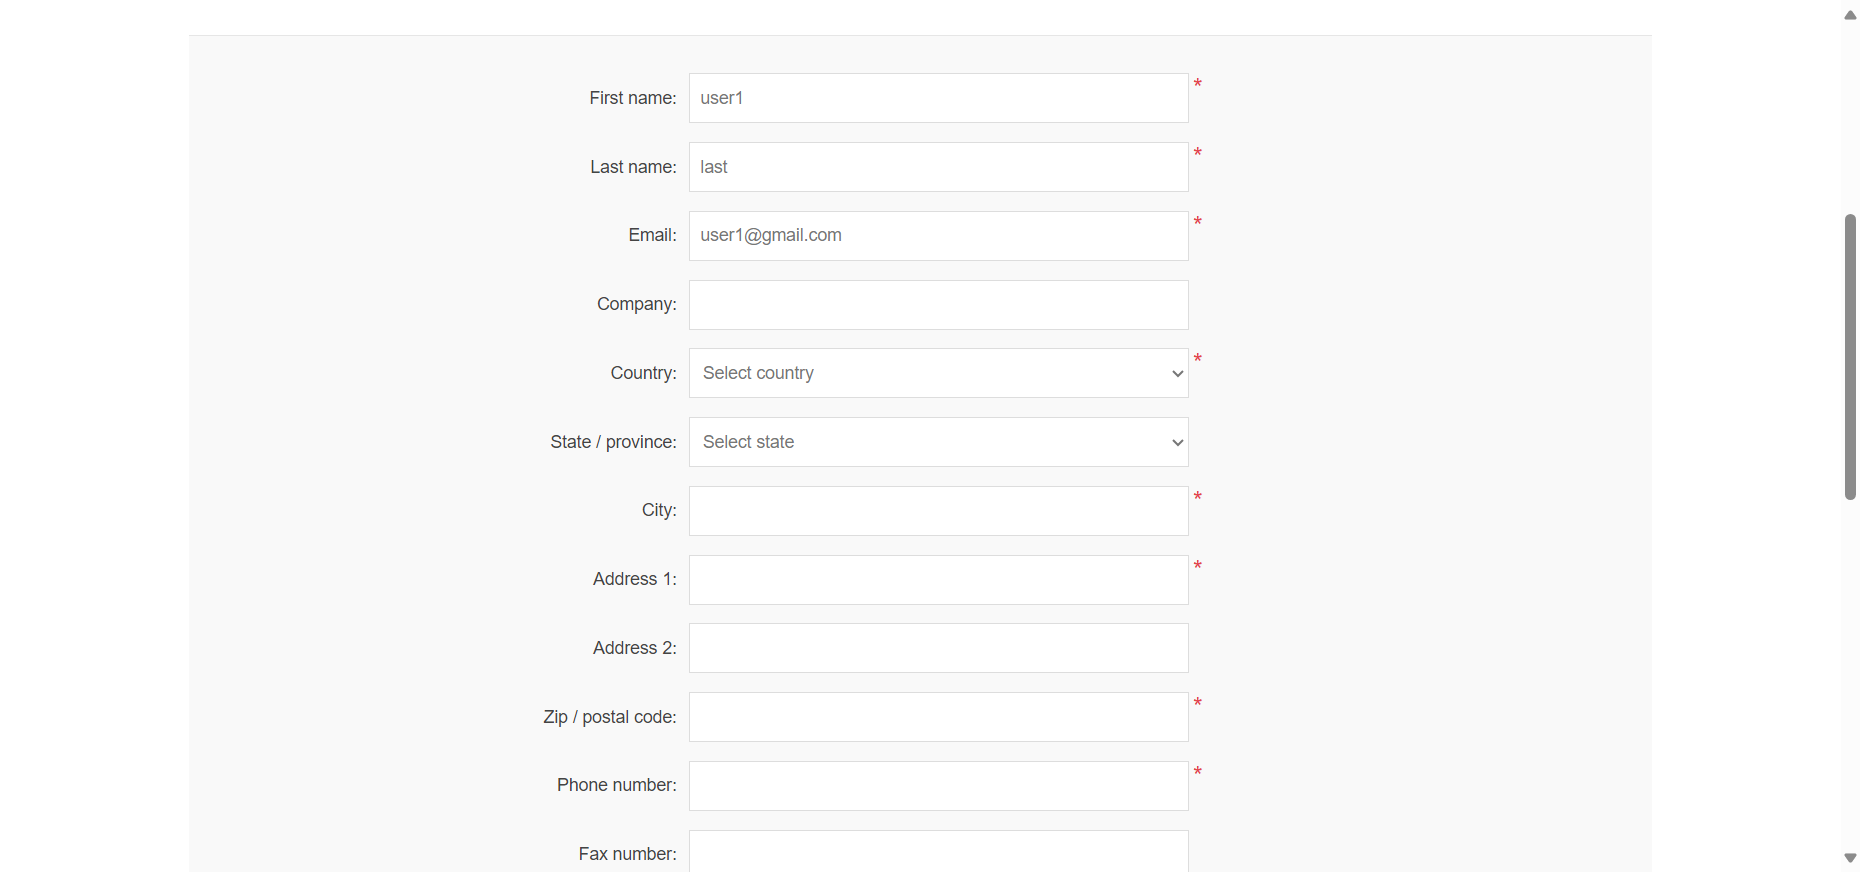 First name: user1 *
Last name: last *
Email: user1@gmail.com *
Company:
Country: Select country *
State / province: Select state
City: *
Address 1: *
Address 2:
Zip / postal code: *
Phone number: *
Fax number: